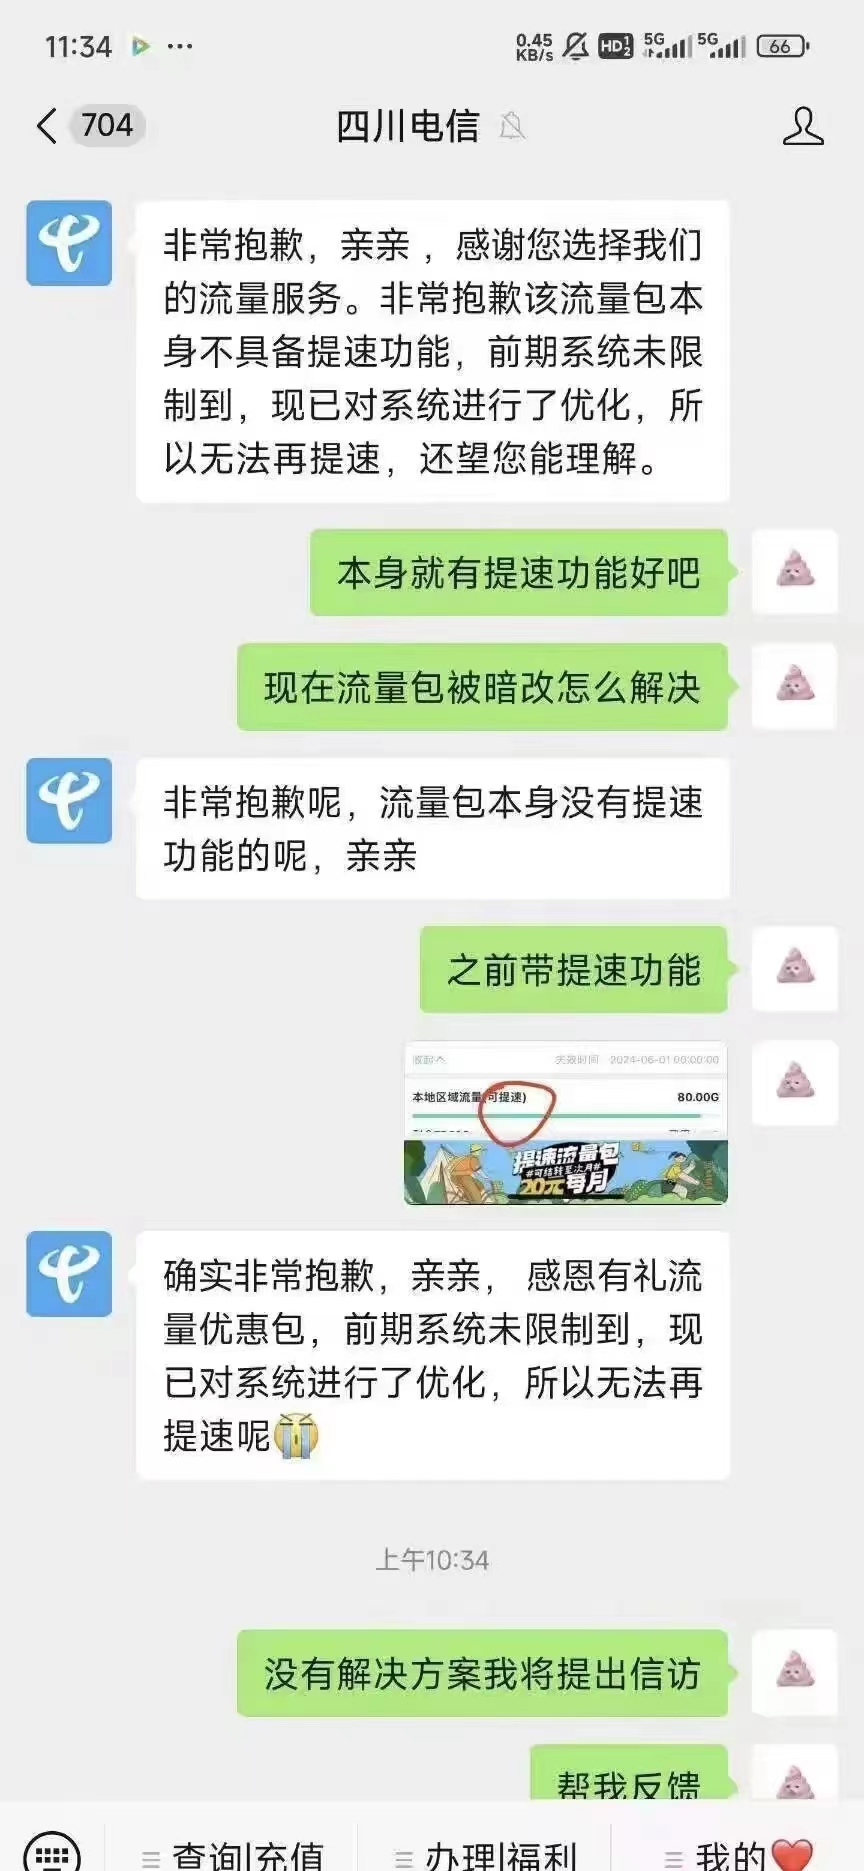 11:34
0.45
KB/s
HD 1
2
5G
5G
66
704
四川电信
非常抱歉，亲亲 ，感谢您选择我们
的流量服务。非常抱歉该流量包本
身不具备提速功能，前期系统未限
制到，现已对系统进行了优化，所
以无法再提速，还望您能理解。
本身就有提速功能好吧
现在流量包被暗改怎么解决
非常抱歉呢，流量包本身没有提速
功能的呢，亲亲
之前带提速功能
收起
失效时间 2024-06-01 00:00:00
本地区域流量(可提速) 80.00G
提速流量包
#可结转至次月#
20元每月
确实非常抱歉，亲亲， 感恩有礼流
量优惠包，前期系统未限制到，现
已对系统进行了优化，所以无法再
提速呢😭
上午10:34
没有解决方案我将提出信访
帮我反馈
查询|充值
办理|福利
我的❤️